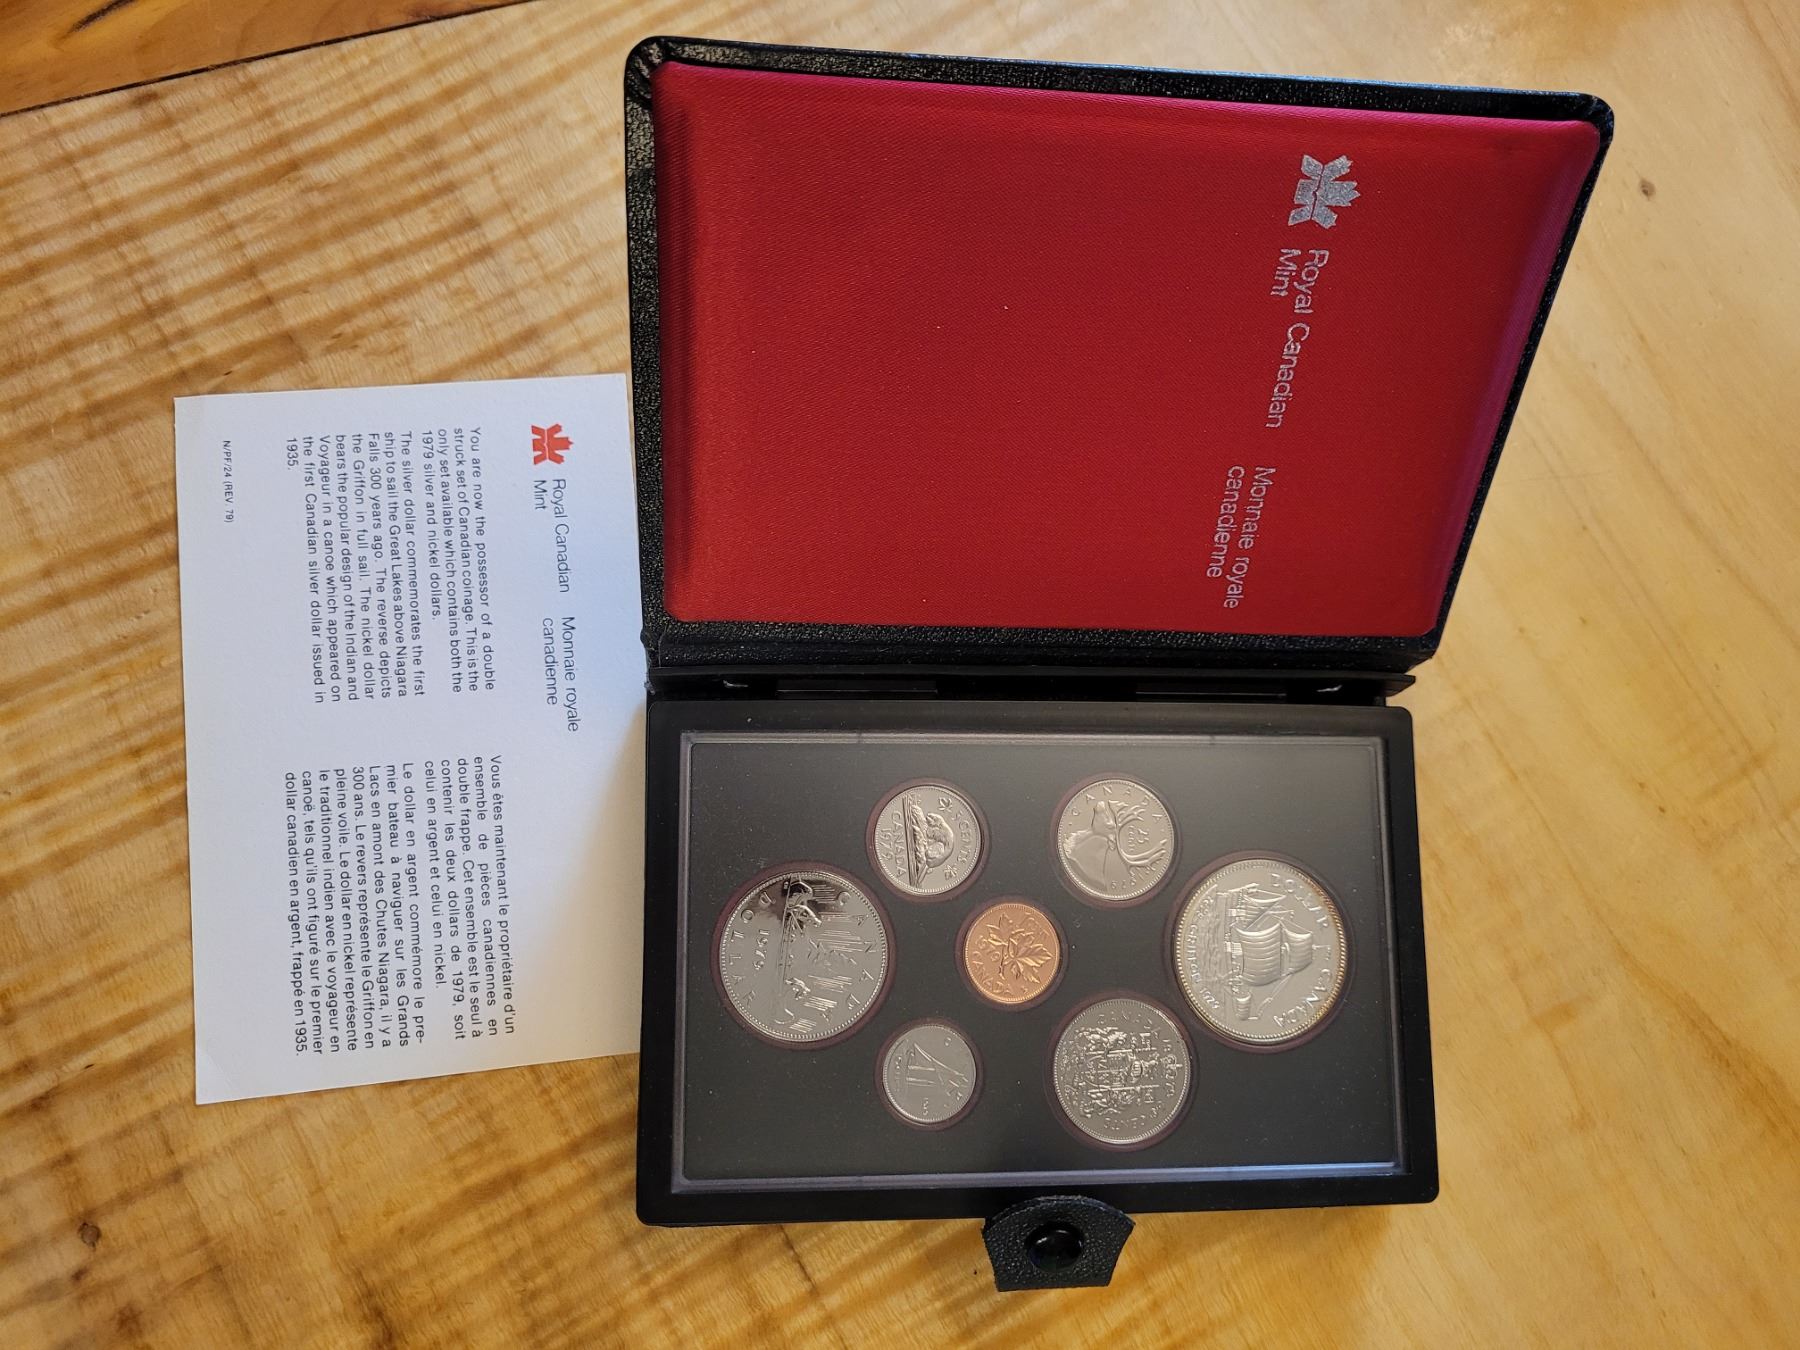 Royal Canadian
Mint
Monnaie royale
canadienne
Royal Canadian
Mint
Monnaie royale
canadienne
You are now the possessor of a double
struck set of Canadian coinage. This is the
only set available which contains both the
1979 silver and nickel dollars.
The silver dollar commemorates the first
ship to sail the Great Lakes above Niagara
Falls 300 years ago. The reverse depicts
the Griffon in full sail. The nickel dollar
bears the popular design of the Indian and
Voyageur in a canoe which appeared on
the first Canadian silver dollar issued in
1935.
Vous êtes maintenant le propriétaire d'un
ensemble de pièces canadiennes en
double frappe. Cet ensemble est le seul à
contenir les deux dollars de 1979, soit
celui en argent et celui en nickel.
Le dollar en argent commémore le pre-
mier bateau à naviguer sur les Grands
Lacs en amont des Chutes Niagara, il y a
300 ans. Le revers représente le Griffon en
pleine voile. Le dollar en nickel représente
le traditionnel indien avec le voyageur en
canoë, tels qu'ils ont figuré sur le premier
dollar canadien en argent, frappé en 1935.
N/PF/24 (REV. 79)
DOLLAR CANADA
CANADA
25
CANADA
CENTS
5 CENTS
CANADA
1979
CANADA
CANADA
1979
DOLLAR